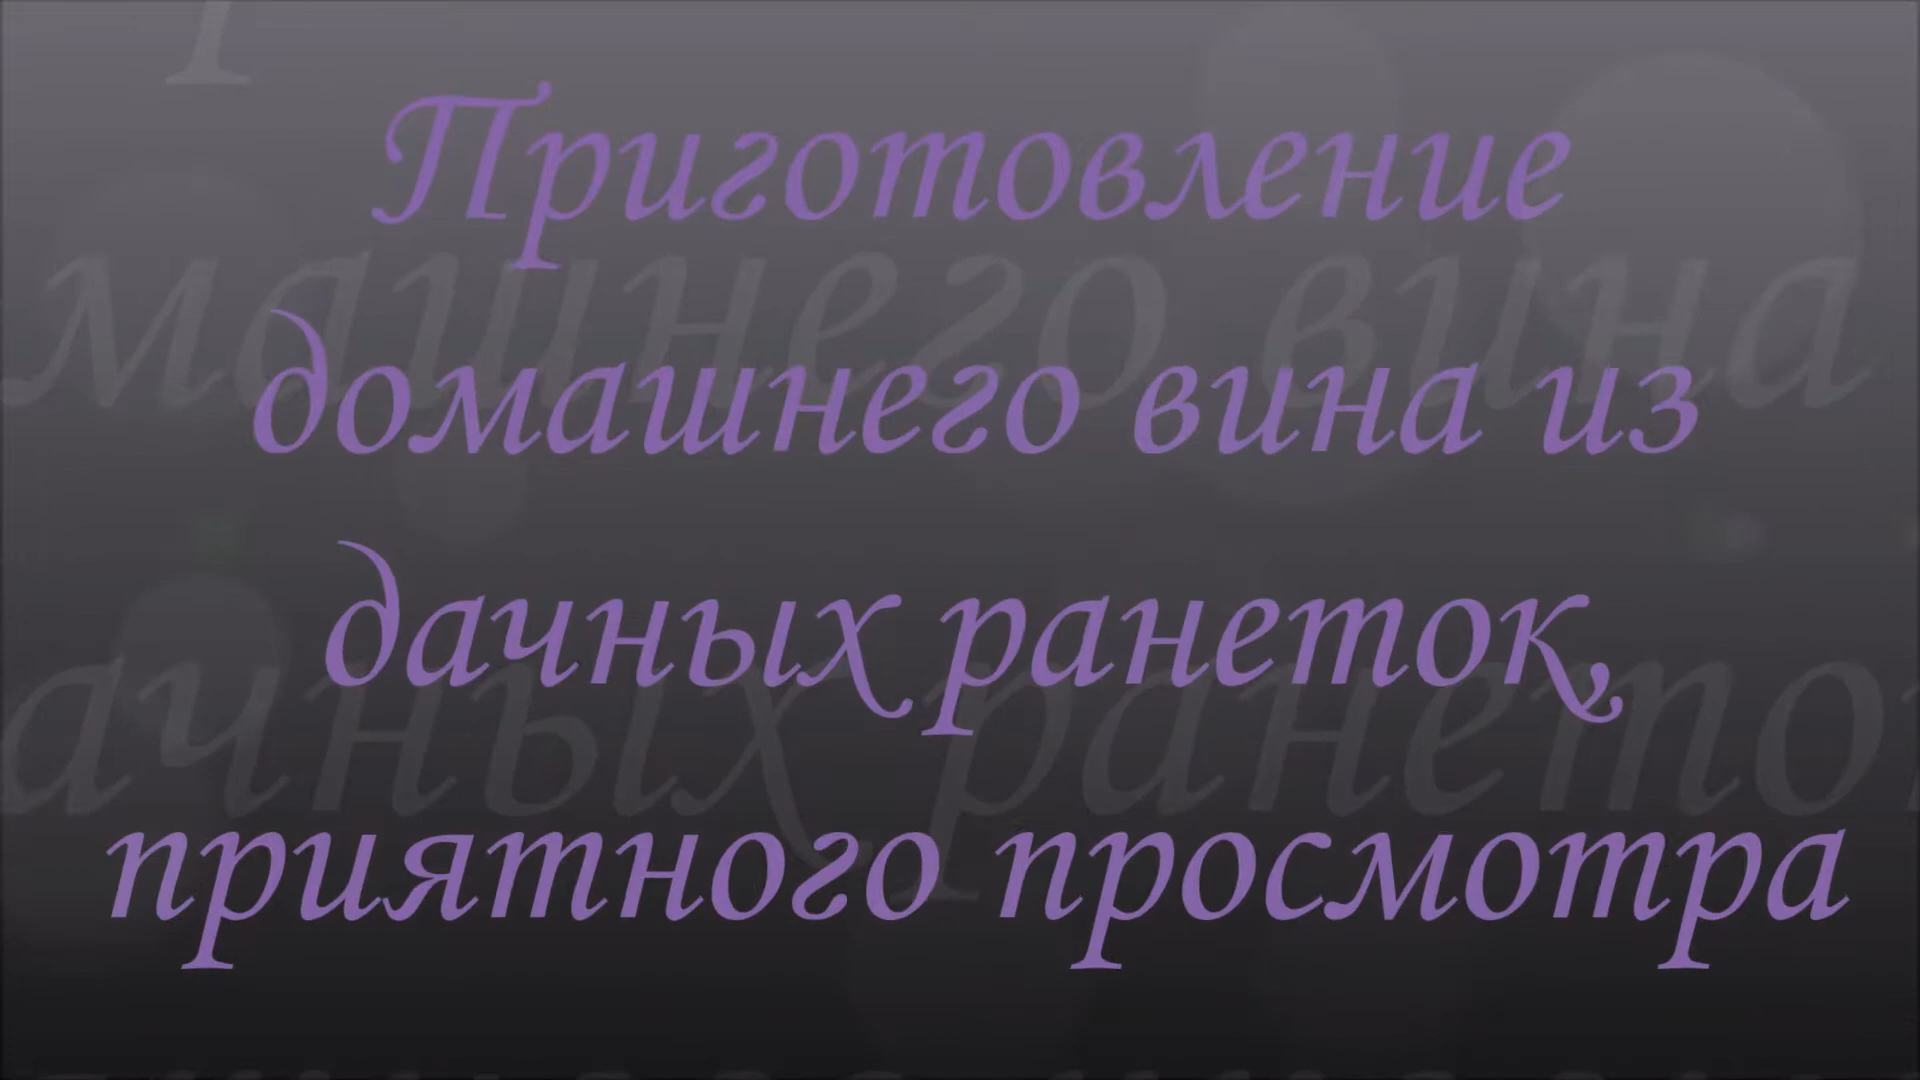 Приготовление
домашнего вина из
дачных ранеток,
приятного просмотра